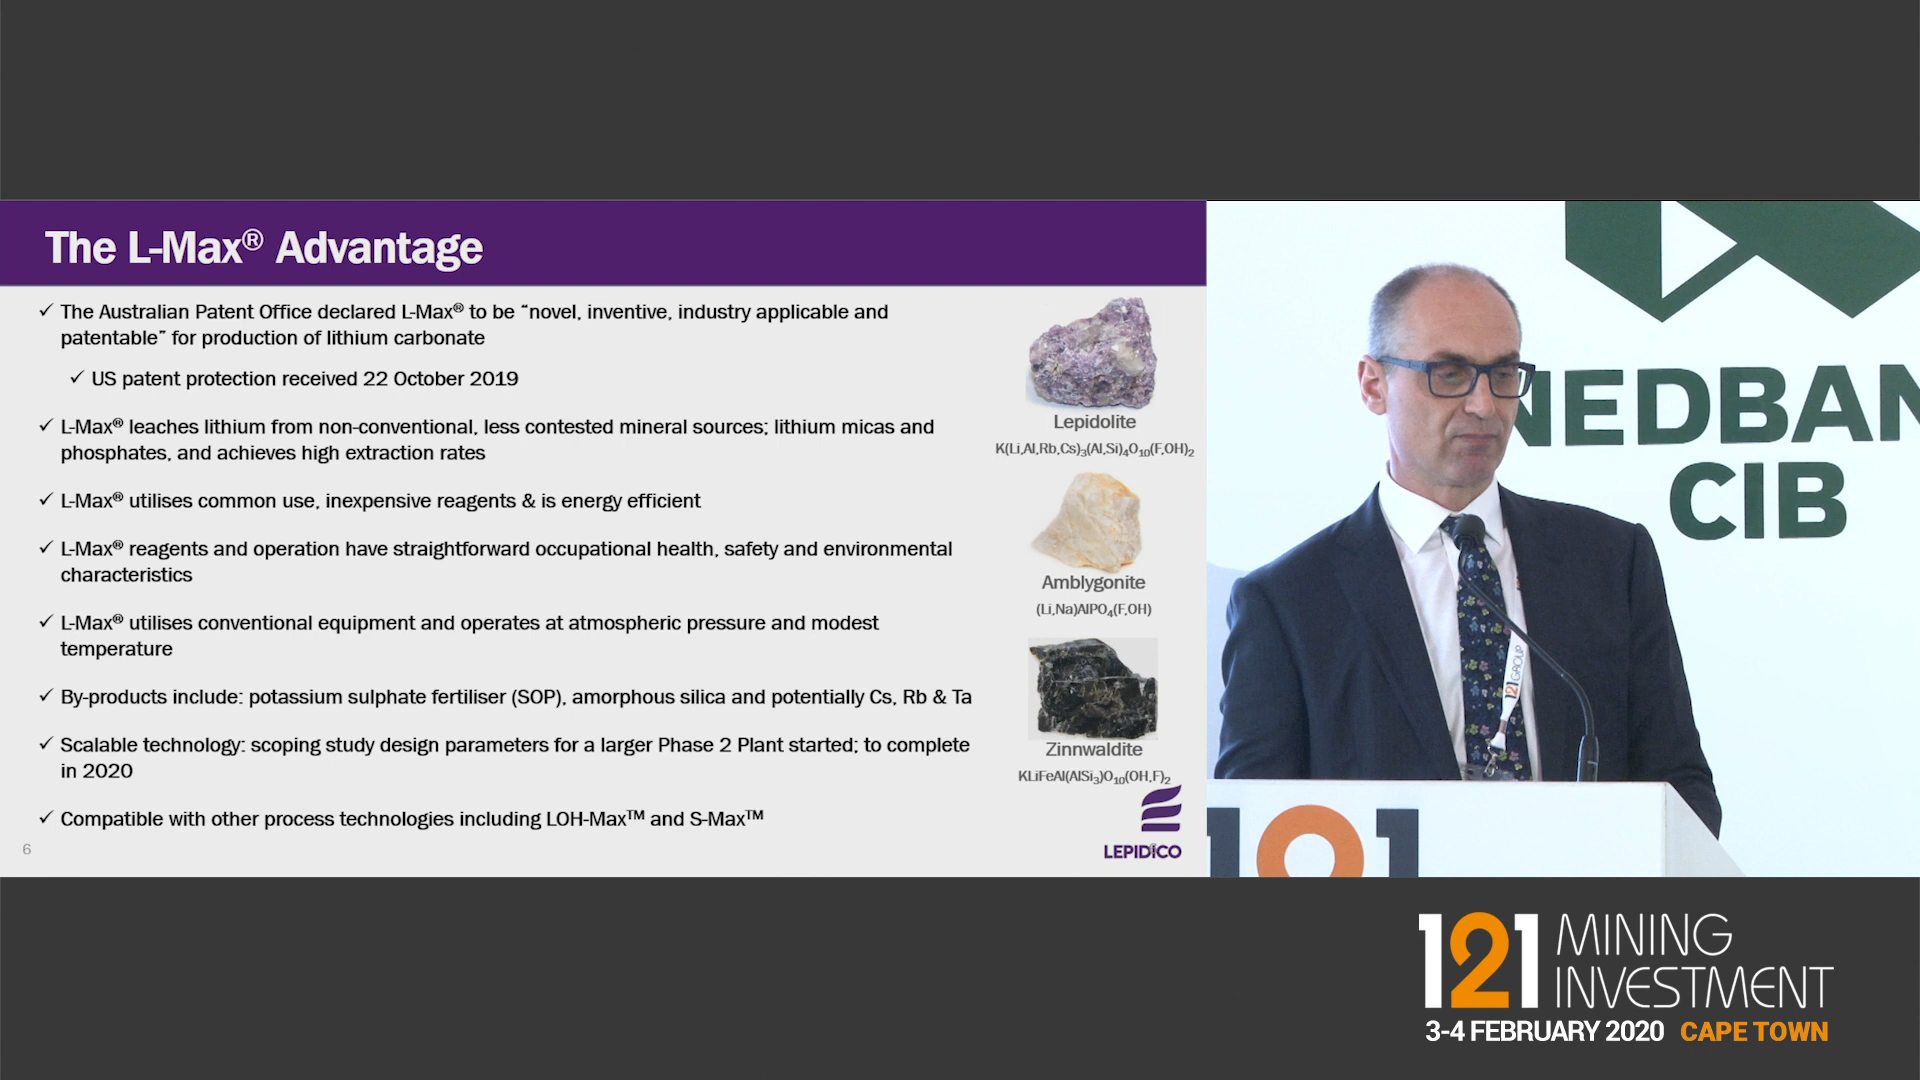 The L-Max® Advantage
✓ The Australian Patent Office declared L-Max® to be “novel, inventive, industry applicable and
patentable” for production of lithium carbonate
✓ US patent protection received 22 October 2019
✓ L-Max® leaches lithium from non-conventional, less contested mineral sources; lithium micas and
phosphates, and achieves high extraction rates
✓ L-Max® utilises common use, inexpensive reagents & is energy efficient
✓ L-Max® reagents and operation have straightforward occupational health, safety and environmental
characteristics
✓ L-Max® utilises conventional equipment and operates at atmospheric pressure and modest
temperature
✓ By-products include: potassium sulphate fertiliser (SOP), amorphous silica and potentially Cs, Rb & Ta
✓ Scalable technology: scoping study design parameters for a larger Phase 2 Plant started; to complete
in 2020
✓ Compatible with other process technologies including LOH-Max™ and S-Max™
6
Lepidolite
K(Li,Al,Rb,Cs)₃(Al,Si)₄O₁₀(F,OH)₂
Amblygonite
(Li,Na)AlPO₄(F,OH)
Zinnwaldite
KLiFeAl(AlSi₃)O₁₀(OH,F)₂
LEPIDICO
NEDBAN
CIB
121 GROUP
121
121 MINING
INVESTMENT
3-4 FEBRUARY 2020 CAPE TOWN